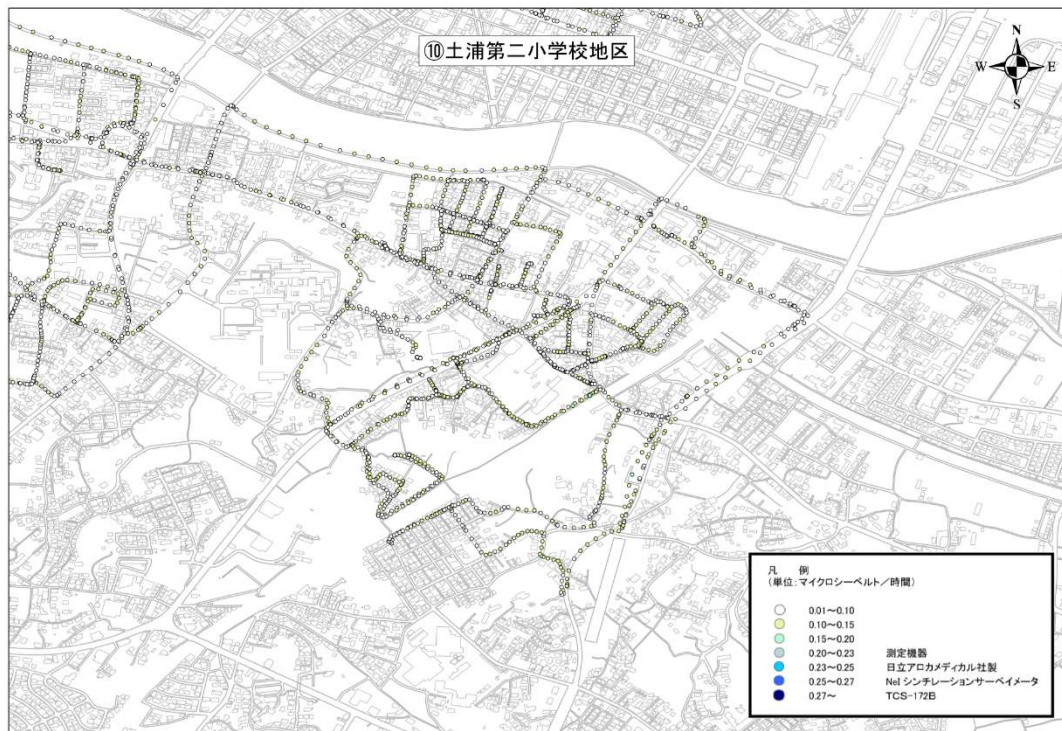 ⑩土浦第二小学校地区
N
W
E
S
凡 例
(単位:マイクロシーベルト/時間)
0.01~0.10
0.10~0.15
0.15~0.20
0.20~0.23 測定機器
0.23~0.25 日立アロカメディカル社製
0.25~0.27 NeI シンチレーションサーベイメータ
0.27~ TCS-172B